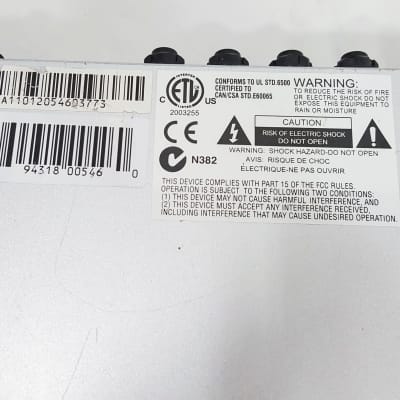 A11012054603773
94318 00546 0
INTERTEK
ETL
C US
2003255
CONFORMS TO UL STD.6500
CERTIFIED TO
CAN/CSA STD.E60065
WARNING:
TO REDUCE THE RISK OF FIRE
OR ELECTRIC SHOCK DO NOT
EXPOSE THIS EQUIPMENT TO
RAIN OR MOISTURE
CAUTION
RISK OF ELECTRIC SHOCK
DO NOT OPEN
WARNING: SHOCK HAZARD-DO NOT OPEN
AVIS: RISQUE DE CHOC
ÉLECTRIQUE-NE PAS OUVRIR
N382
THIS DEVICE COMPLIES WITH PART 15 OF THE FCC RULES.
OPERATION IS SUBJECT TO THE FOLLOWING TWO CONDITIONS:
(1) THIS DEVICE MAY NOT CAUSE HARMFUL INTERFERENCE, AND
(2) THIS DEVICE MUST ACCEPT ANY INTERFERENCE RECEIVED,
INCLUDING INTERFERENCE THAT MAY CAUSE UNDESIRED OPERATION.